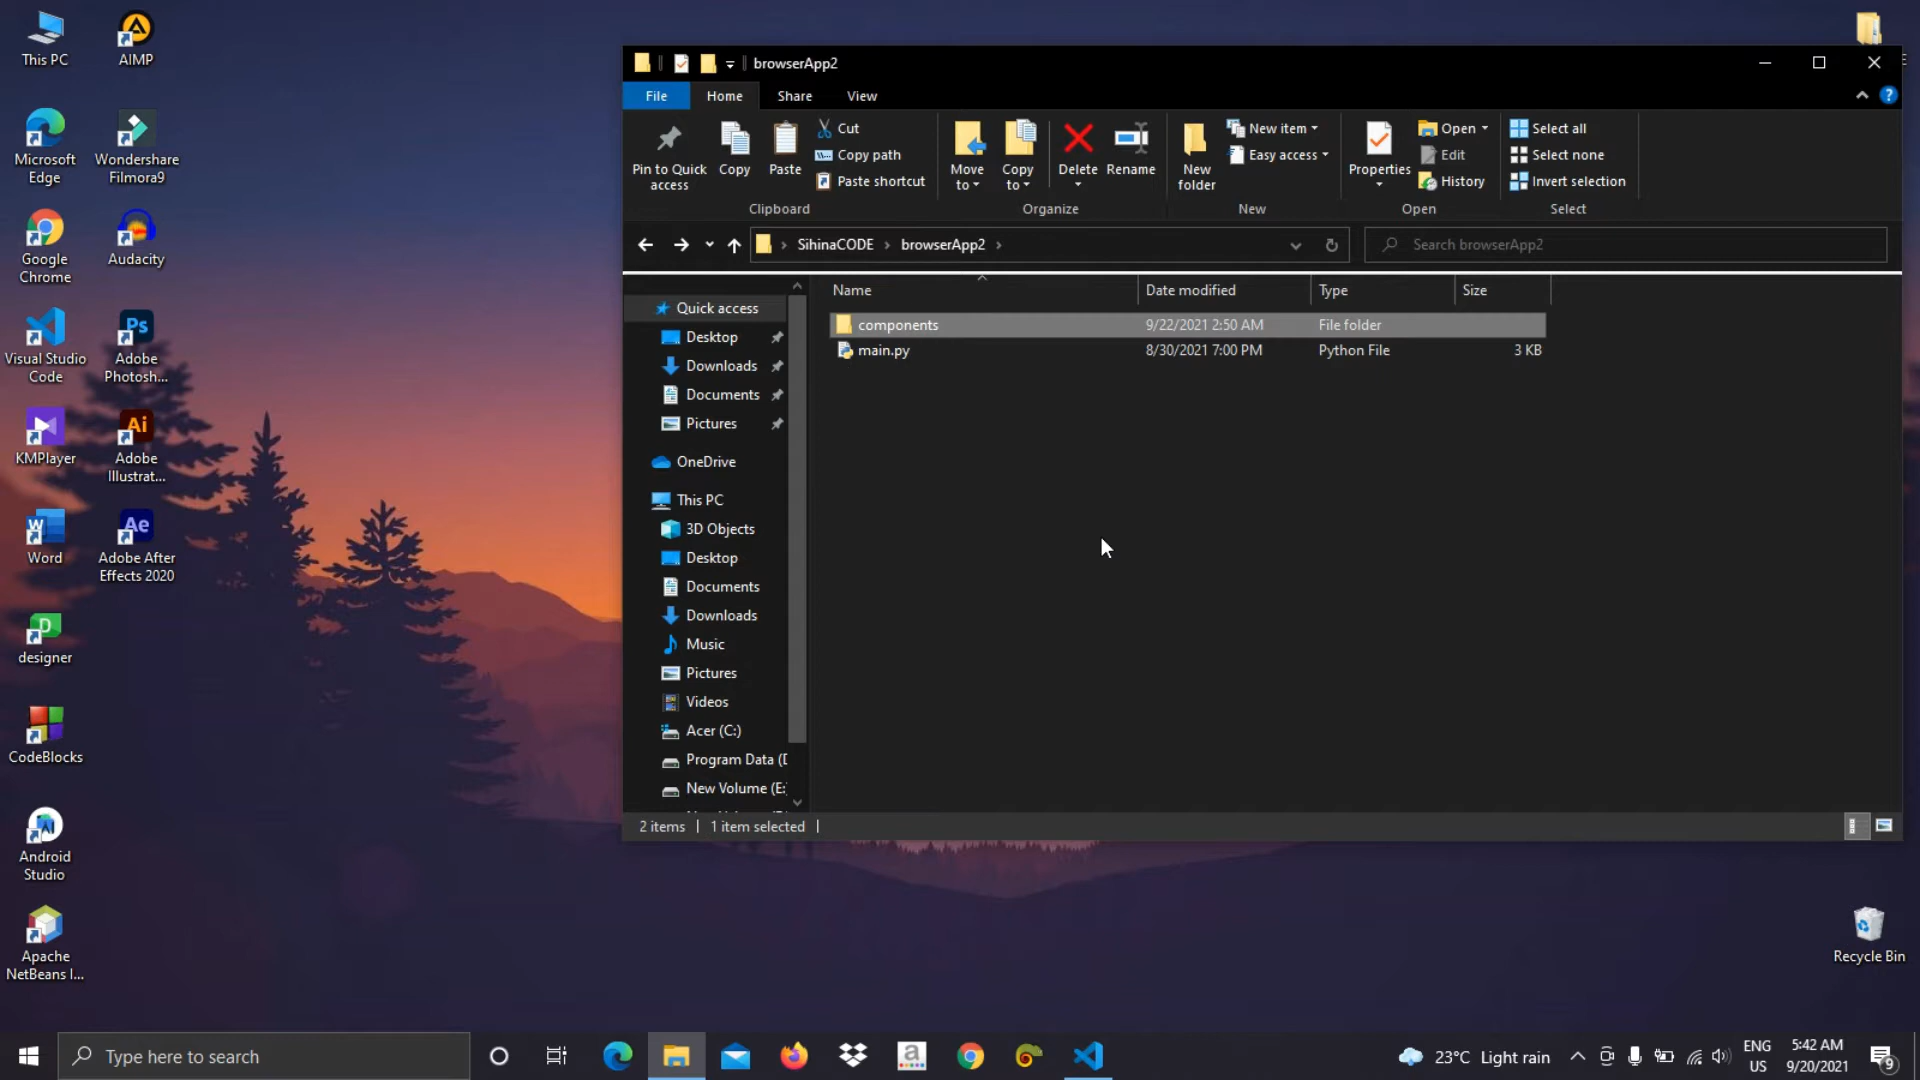 This PC
AIMP
Microsoft
Edge
Wondershare
Filmora9
Google
Chrome
Audacity
Visual Studio
Code
Ps
Adobe
Photosh...
KMPlayer
Ai
Adobe
Illustrat...
W
Word
Ae
Adobe After
Effects 2020
D
designer
CodeBlocks
Android
Studio
Apache
NetBeans I...
browserApp2
File
Home
Share
View
?
Pin to Quick
access
Copy
Paste
Cut
Copy path
Paste shortcut
Clipboard
Move
to
Copy
to
Delete
Rename
Organize
New
folder
New item
Easy access
New
Properties
Open
Edit
History
Open
Select all
Select none
Invert selection
Select
SihinaCODE
browserApp2
Search browserApp2
Quick access
Desktop
Downloads
Documents
Pictures
OneDrive
This PC
3D Objects
Desktop
Documents
Downloads
Music
Pictures
Videos
Acer (C:)
Program Data (D
New Volume (E:
Name Date modified Type Size
components 9/22/2021 2:50 AM File folder
main.py 8/30/2021 7:00 PM Python File 3 KB
2 items 1 item selected
Recycle Bin
Type here to search
a
23°C Light rain
ENG
US
5:42 AM
9/20/2021
9